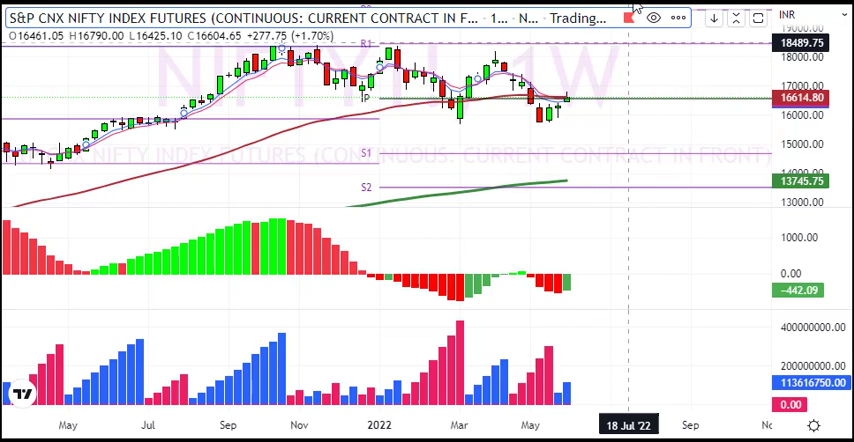 S&P CNX NIFTY INDEX FUTURES (CONTINUOUS: CURRENT CONTRACT IN F... · 1... · N... · Trading...
INR
O16461.05 H16790.00 L16425.10 C16604.65 +277.75 (+1.70%)
NIFTY1!, 1W
NIFTY INDEX FUTURES (CONTINUOUS: CURRENT CONTRACT IN FRONT)
R1
P
S1
S2
19000.00
18489.75
18000.00
17000.00
16614.80
16000.00
15000.00
14000.00
13745.75
13000.00
1000.00
0.00
−442.09
400000000.00
200000000.00
113616750.00
0.00
May
Jul
Sep
Nov
2022
Mar
May
18 Jul '22
Sep
No